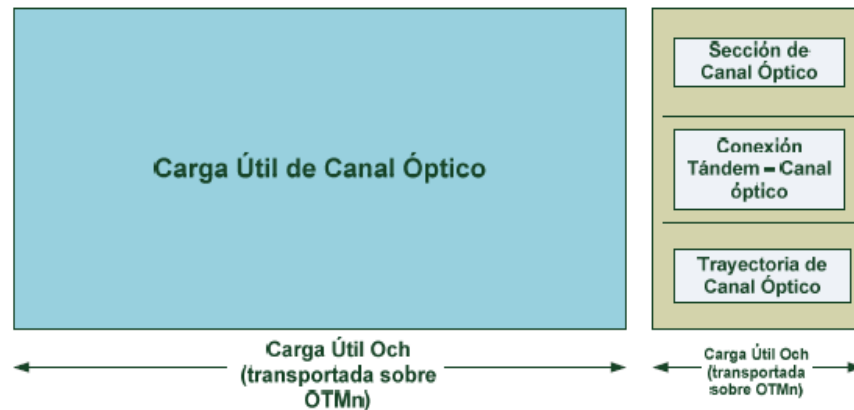 Carga Útil de Canal Óptico
Sección de
Canal Óptico
Conexión
Tándem – Canal
óptico
Trayectoria de
Canal Óptico
Carga Útil Och
(transportada sobre
OTMn)
Carga Útil Och
(transportada
sobre OTMn)